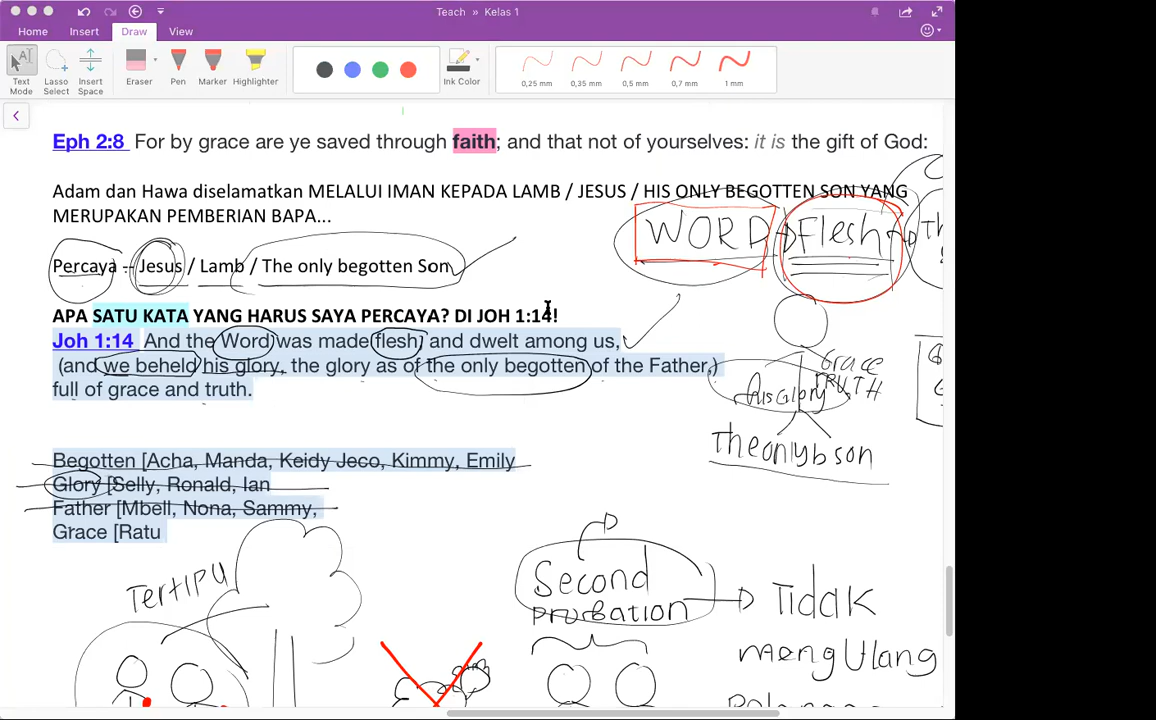 Teach » Kelas 1
Home Insert Draw View
Text Mode
Lasso Select
Insert Space
Eraser
Pen
Marker
Highlighter
Ink Color
0,25 mm 0,35 mm 0,5 mm 0,7 mm 1 mm
Eph 2:8 For by grace are ye saved through faith; and that not of yourselves: it is the gift of God:
Adam dan Hawa diselamatkan MELALUI IMAN KEPADA LAMB / JESUS / HIS ONLY BEGOTTEN SON YANG
MERUPAKAN PEMBERIAN BAPA...
WORD Flesh Th
Percaya -- Jesus / Lamb / The only begotten Son
APA SATU KATA YANG HARUS SAYA PERCAYA? DI JOH 1:14!
Joh 1:14 And the Word was made flesh, and dwelt among us,
(and we beheld his glory, the glory as of the only begotten of the Father,)
full of grace and truth.
Grace
TRUTH
His Glory
The only b son
Begotten [Acha, Manda, Keidy Jeco, Kimmy, Emily
Glory [Selly, Ronald, Ian
Father [Mbell, Nona, Sammy,
Grace [Ratu
Tertipu
Second
probation
Tidak
mengulang